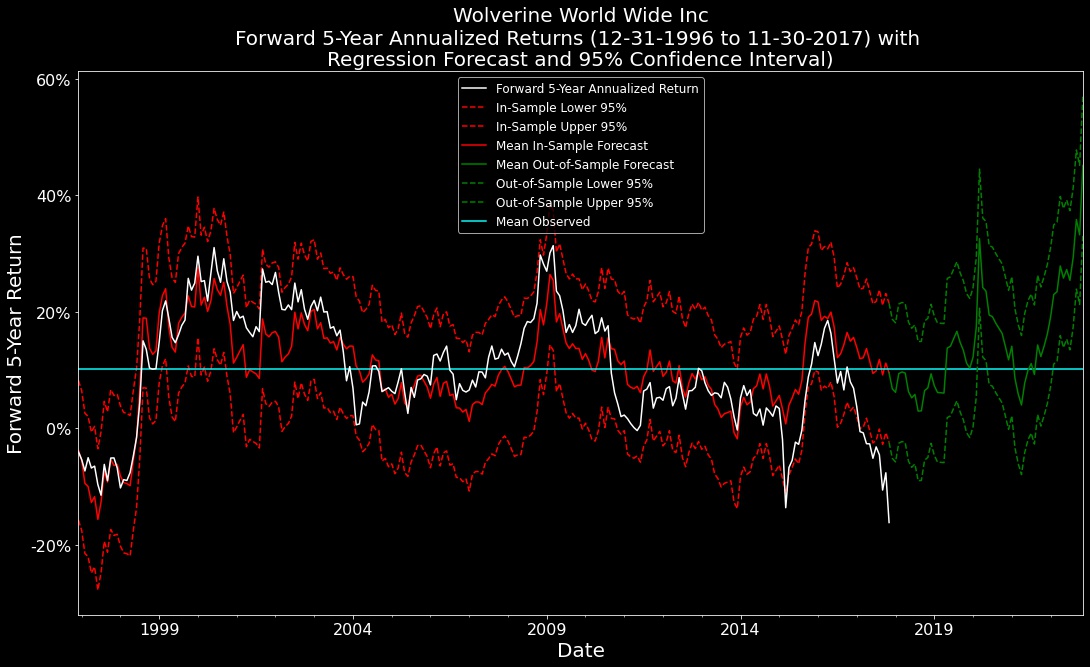 Wolverine World Wide Inc
Forward 5-Year Annualized Returns (12-31-1996 to 11-30-2017) with
Regression Forecast and 95% Confidence Interval)
Forward 5-Year Annualized Return
In-Sample Lower 95%
In-Sample Upper 95%
Mean In-Sample Forecast
Mean Out-of-Sample Forecast
Out-of-Sample Lower 95%
Out-of-Sample Upper 95%
Mean Observed
Forward 5-Year Return
60%
40%
20%
0%
-20%
1999
2004
2009
2014
2019
Date